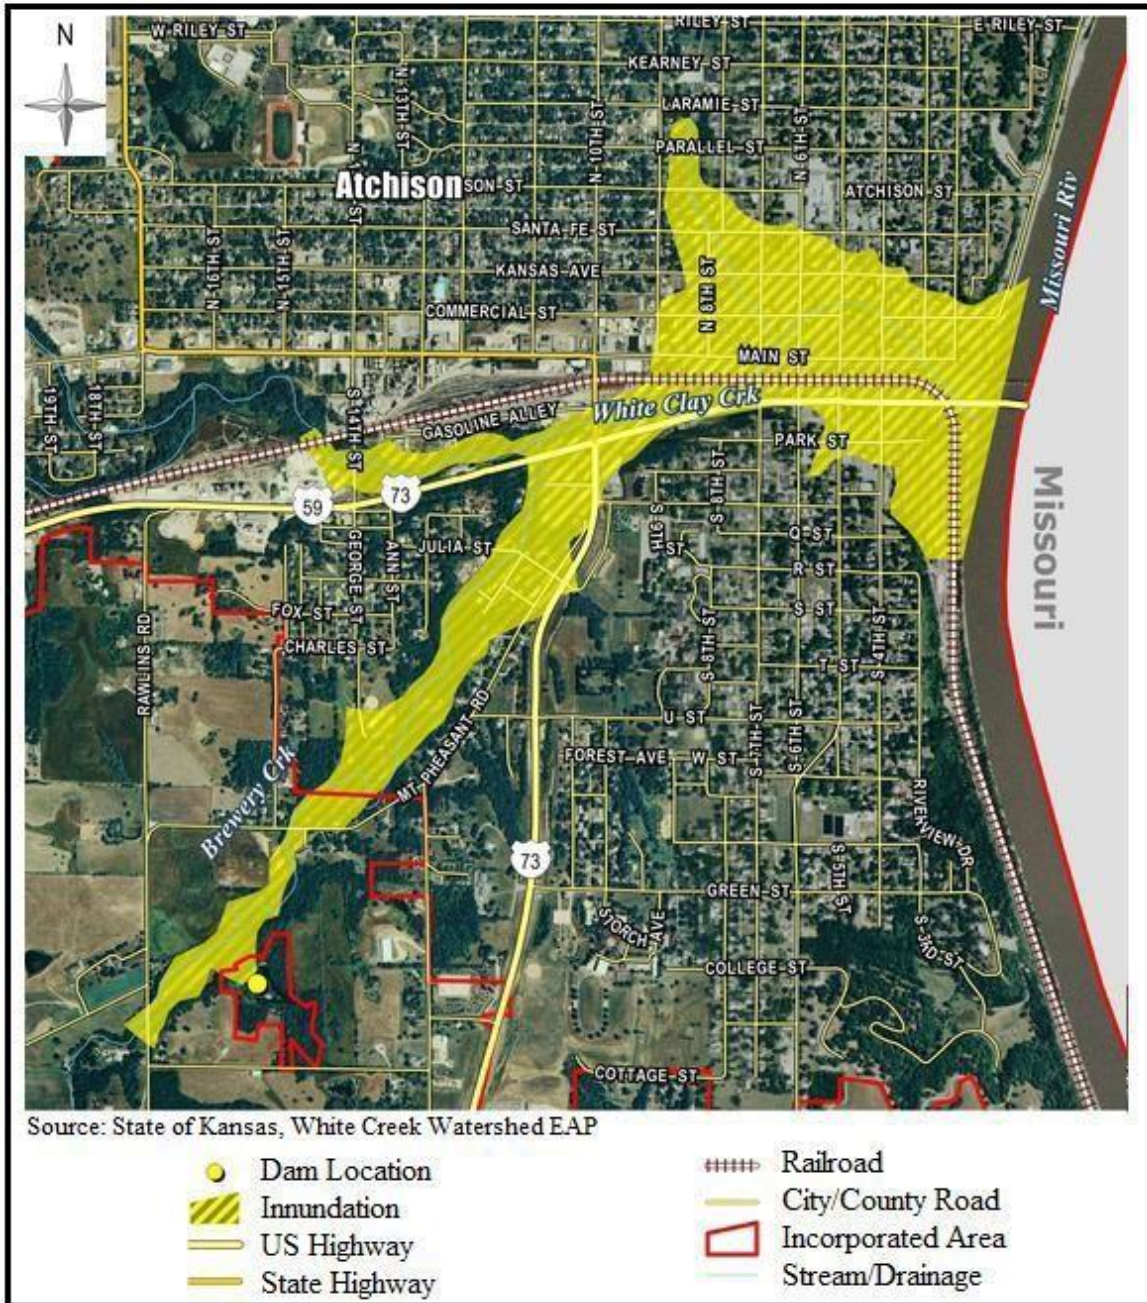 N
W RILEY ST
RILEY ST
E RILEY ST
KEARNEY ST
N 13TH ST
LARAMIE ST
N 10TH ST
PARALLEL ST
N 6TH ST
Atchison
SON ST
ATCHISON ST
SANTA FE ST
N 16TH ST
N 15TH ST
KANSAS AVE
N 8TH ST
Missouri Riv
COMMERCIAL ST
MAIN ST
19TH ST
18TH ST
S 14TH ST
GASOLINE ALLEY
White Clay Crk
PARK ST
59
73
S 9TH ST
S 8TH ST
Q ST
Missouri
GEORGE ST
ANN ST
JULIA ST
R ST
FOX ST
S ST
CHARLES ST
RAWLINS RD
S 8TH ST
T ST
S 4TH ST
U ST
MT PHEASANT RD
FOREST AVE
W ST
S 7TH ST
S 6TH ST
Brewery Crk
RIVERVIEW DR
73
S 5TH ST
GREEN ST
STORCH AVE
S 3RD ST
COLLEGE ST
COTTAGE ST
Source: State of Kansas, White Creek Watershed EAP
Dam Location
Innundation
US Highway
State Highway
Railroad
City/County Road
Incorporated Area
Stream/Drainage